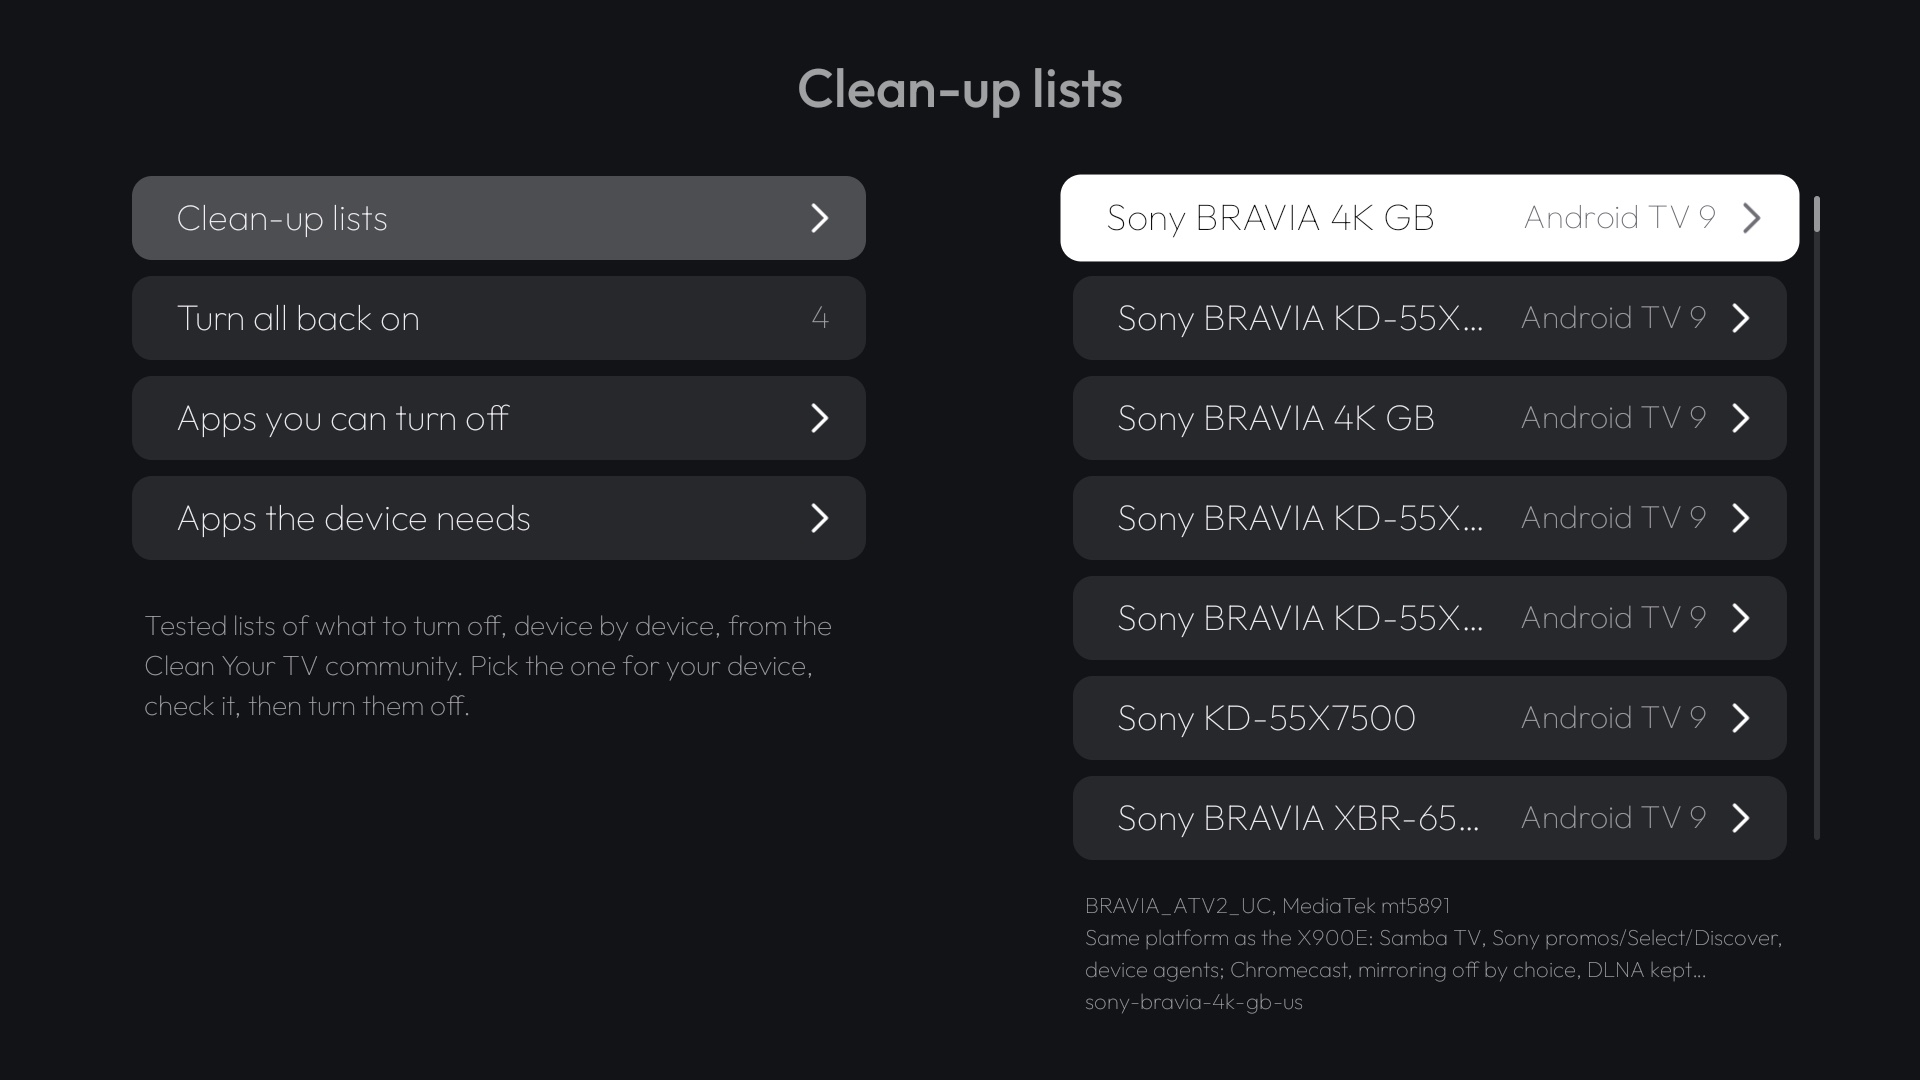 Clean-up lists
Clean-up lists
Turn all back on 4
Apps you can turn off
Apps the device needs
Tested lists of what to turn off, device by device, from the
Clean Your TV community. Pick the one for your device,
check it, then turn them off.
Sony BRAVIA 4K GB Android TV 9
Sony BRAVIA KD-55X... Android TV 9
Sony BRAVIA 4K GB Android TV 9
Sony BRAVIA KD-55X... Android TV 9
Sony BRAVIA KD-55X... Android TV 9
Sony KD-55X7500 Android TV 9
Sony BRAVIA XBR-65... Android TV 9
BRAVIA_ATV2_UC, MediaTek mt5891
Same platform as the X900E: Samba TV, Sony promos/Select/Discover,
device agents; Chromecast, mirroring off by choice, DLNA kept...
sony-bravia-4k-gb-us